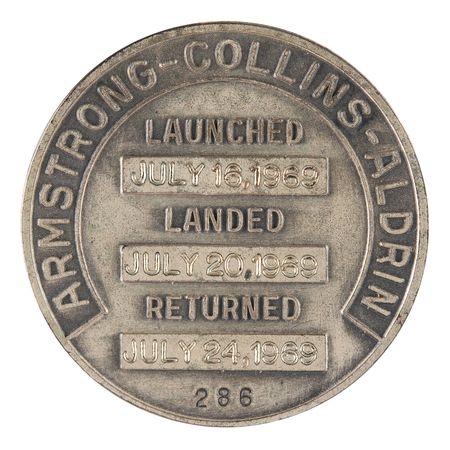 ARMSTRONG-COLLINS-ALDRIN
LAUNCHED
JULY 16,1969
LANDED
JULY 20,1969
RETURNED
JULY 24,1969
286